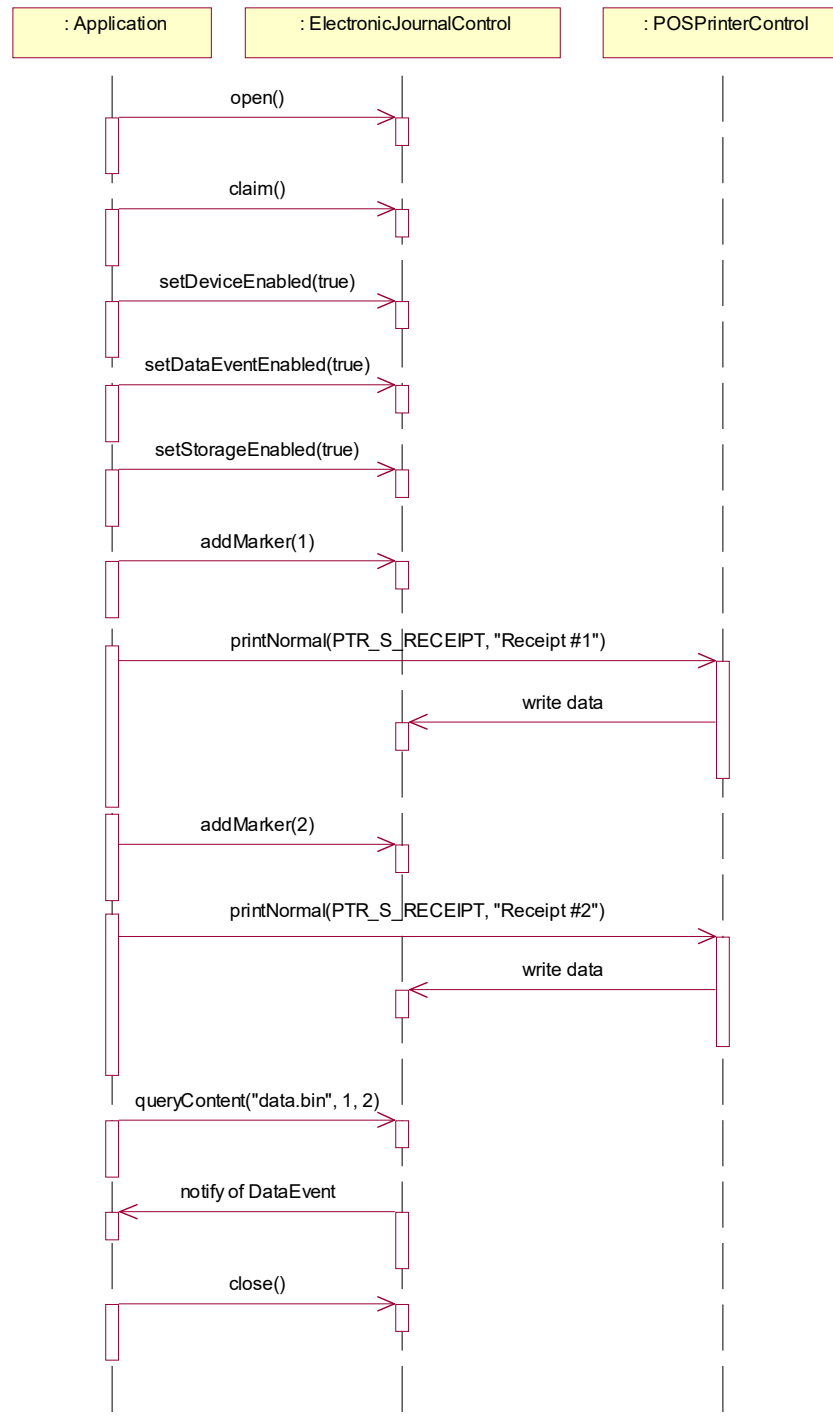 : Application
: ElectronicJournalControl
: POSPrinterControl
open()
claim()
setDeviceEnabled(true)
setDataEventEnabled(true)
setStorageEnabled(true)
addMarker(1)
printNormal(PTR_S_RECEIPT, "Receipt #1")
write data
addMarker(2)
printNormal(PTR_S_RECEIPT, "Receipt #2")
write data
queryContent("data.bin", 1, 2)
notify of DataEvent
close()